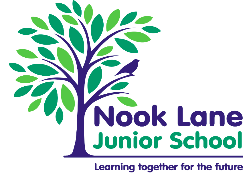 Nook Lane
Junior School
Learning together for the future